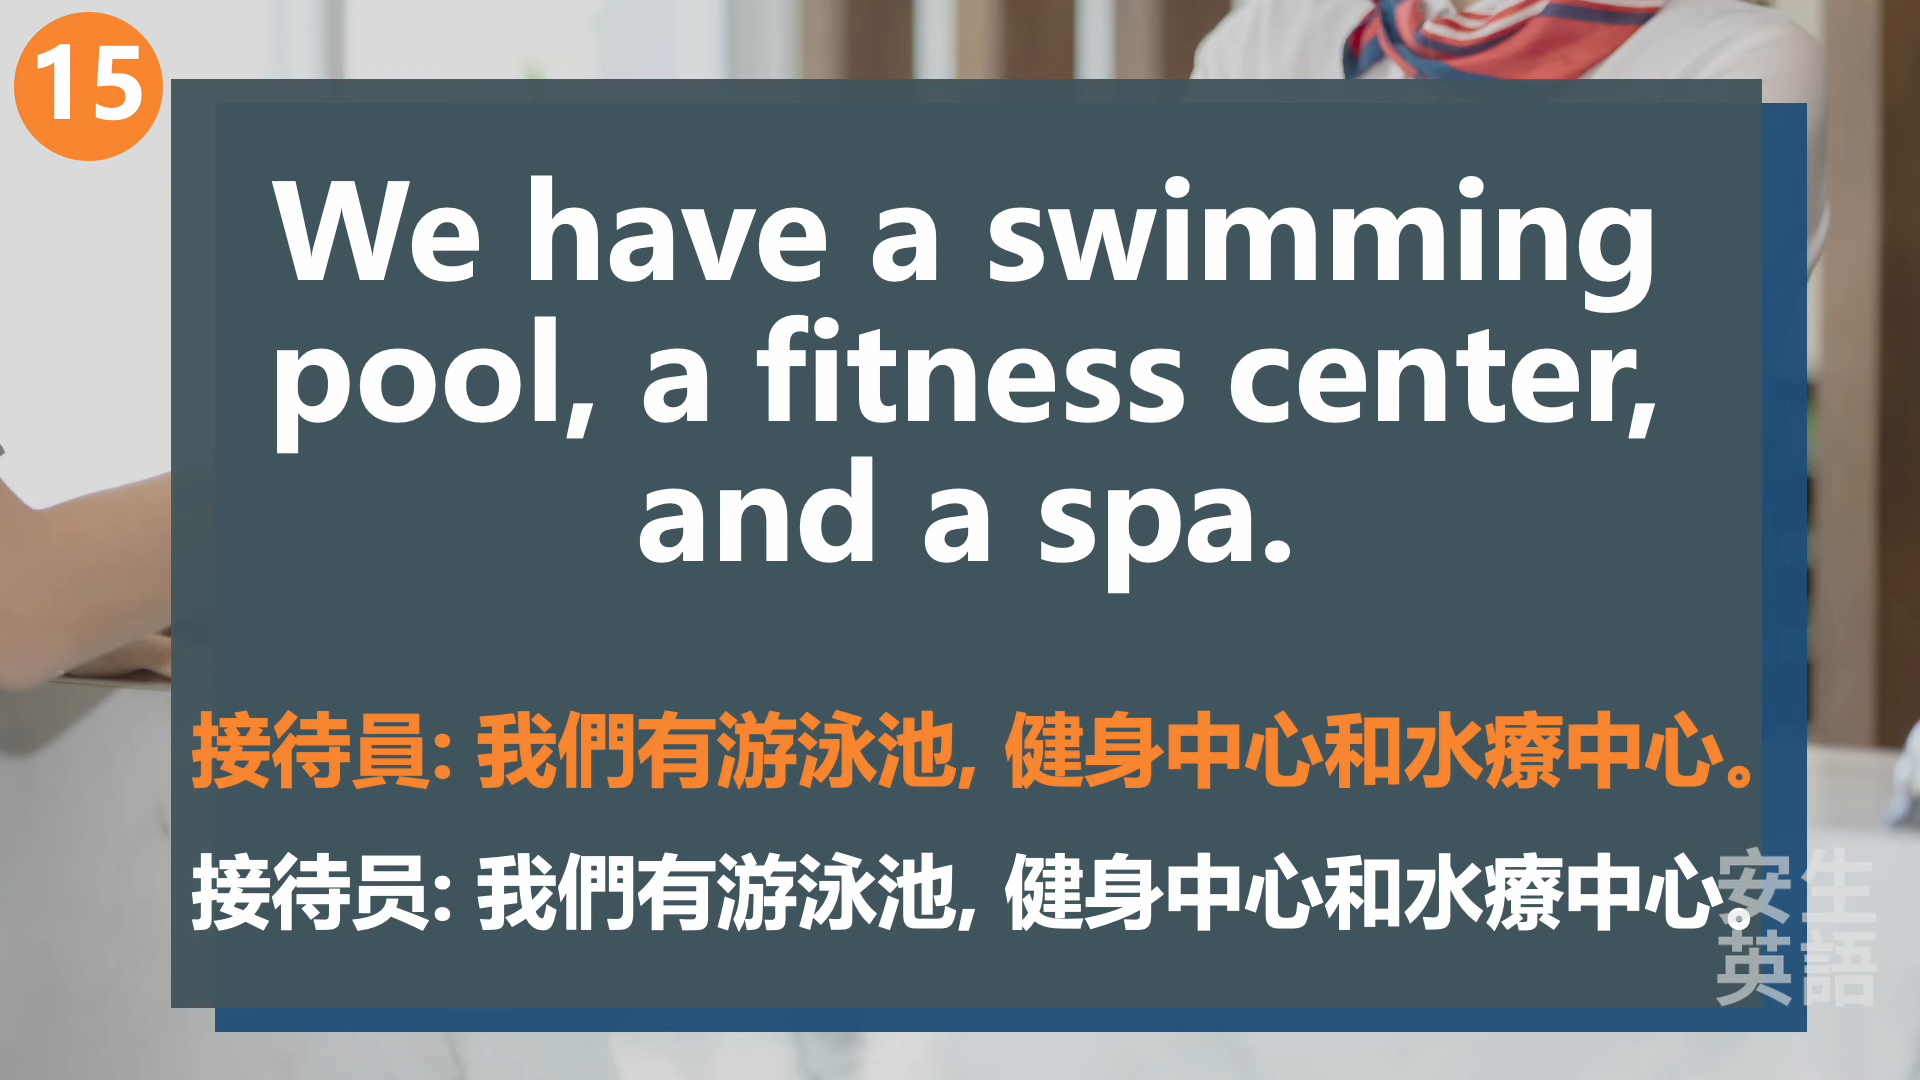 15
We have a swimming
pool, a fitness center,
and a spa.
接待員: 我們有游泳池, 健身中心和水療中心。
接待员: 我們有游泳池, 健身中心和水療中心。
安生
英語